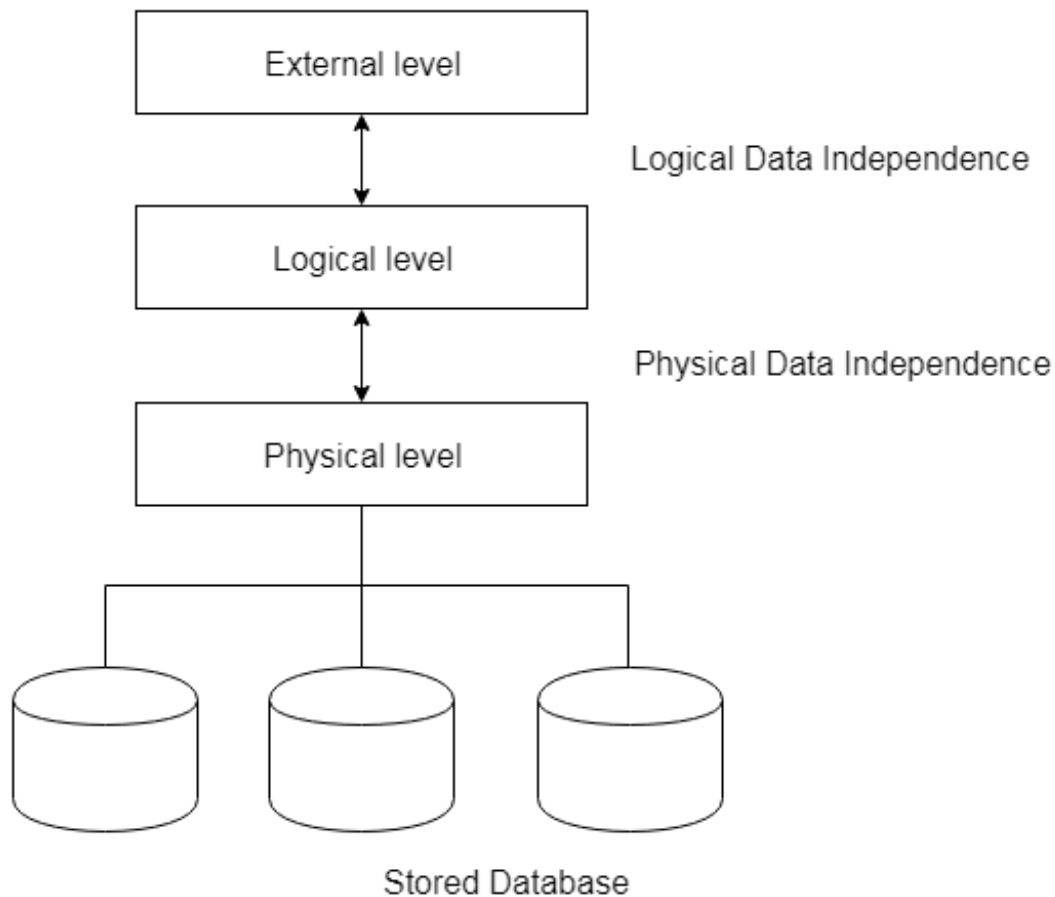 External level
Logical Data Independence
Logical level
Physical Data Independence
Physical level
Stored Database